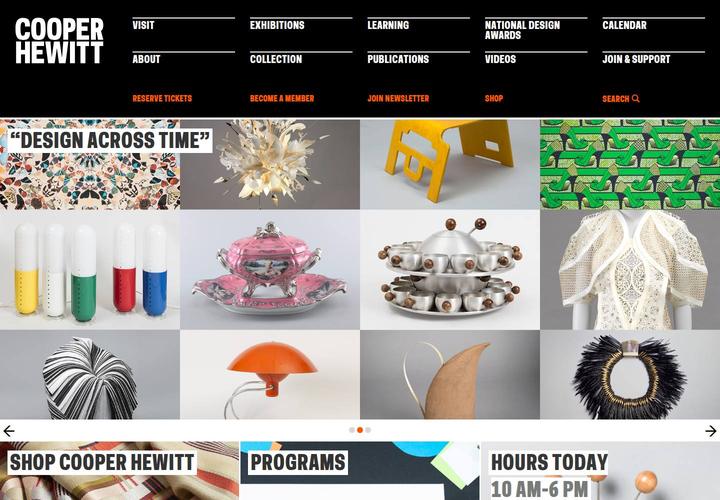 COOPER
HEWITT
VISIT
EXHIBITIONS
LEARNING
NATIONAL DESIGN
AWARDS
CALENDAR
ABOUT
COLLECTION
PUBLICATIONS
VIDEOS
JOIN & SUPPORT
RESERVE TICKETS
BECOME A MEMBER
JOIN NEWSLETTER
SHOP
SEARCH
“DESIGN ACROSS TIME”
SHOP COOPER HEWITT
PROGRAMS
HOURS TODAY
10 AM-6 PM